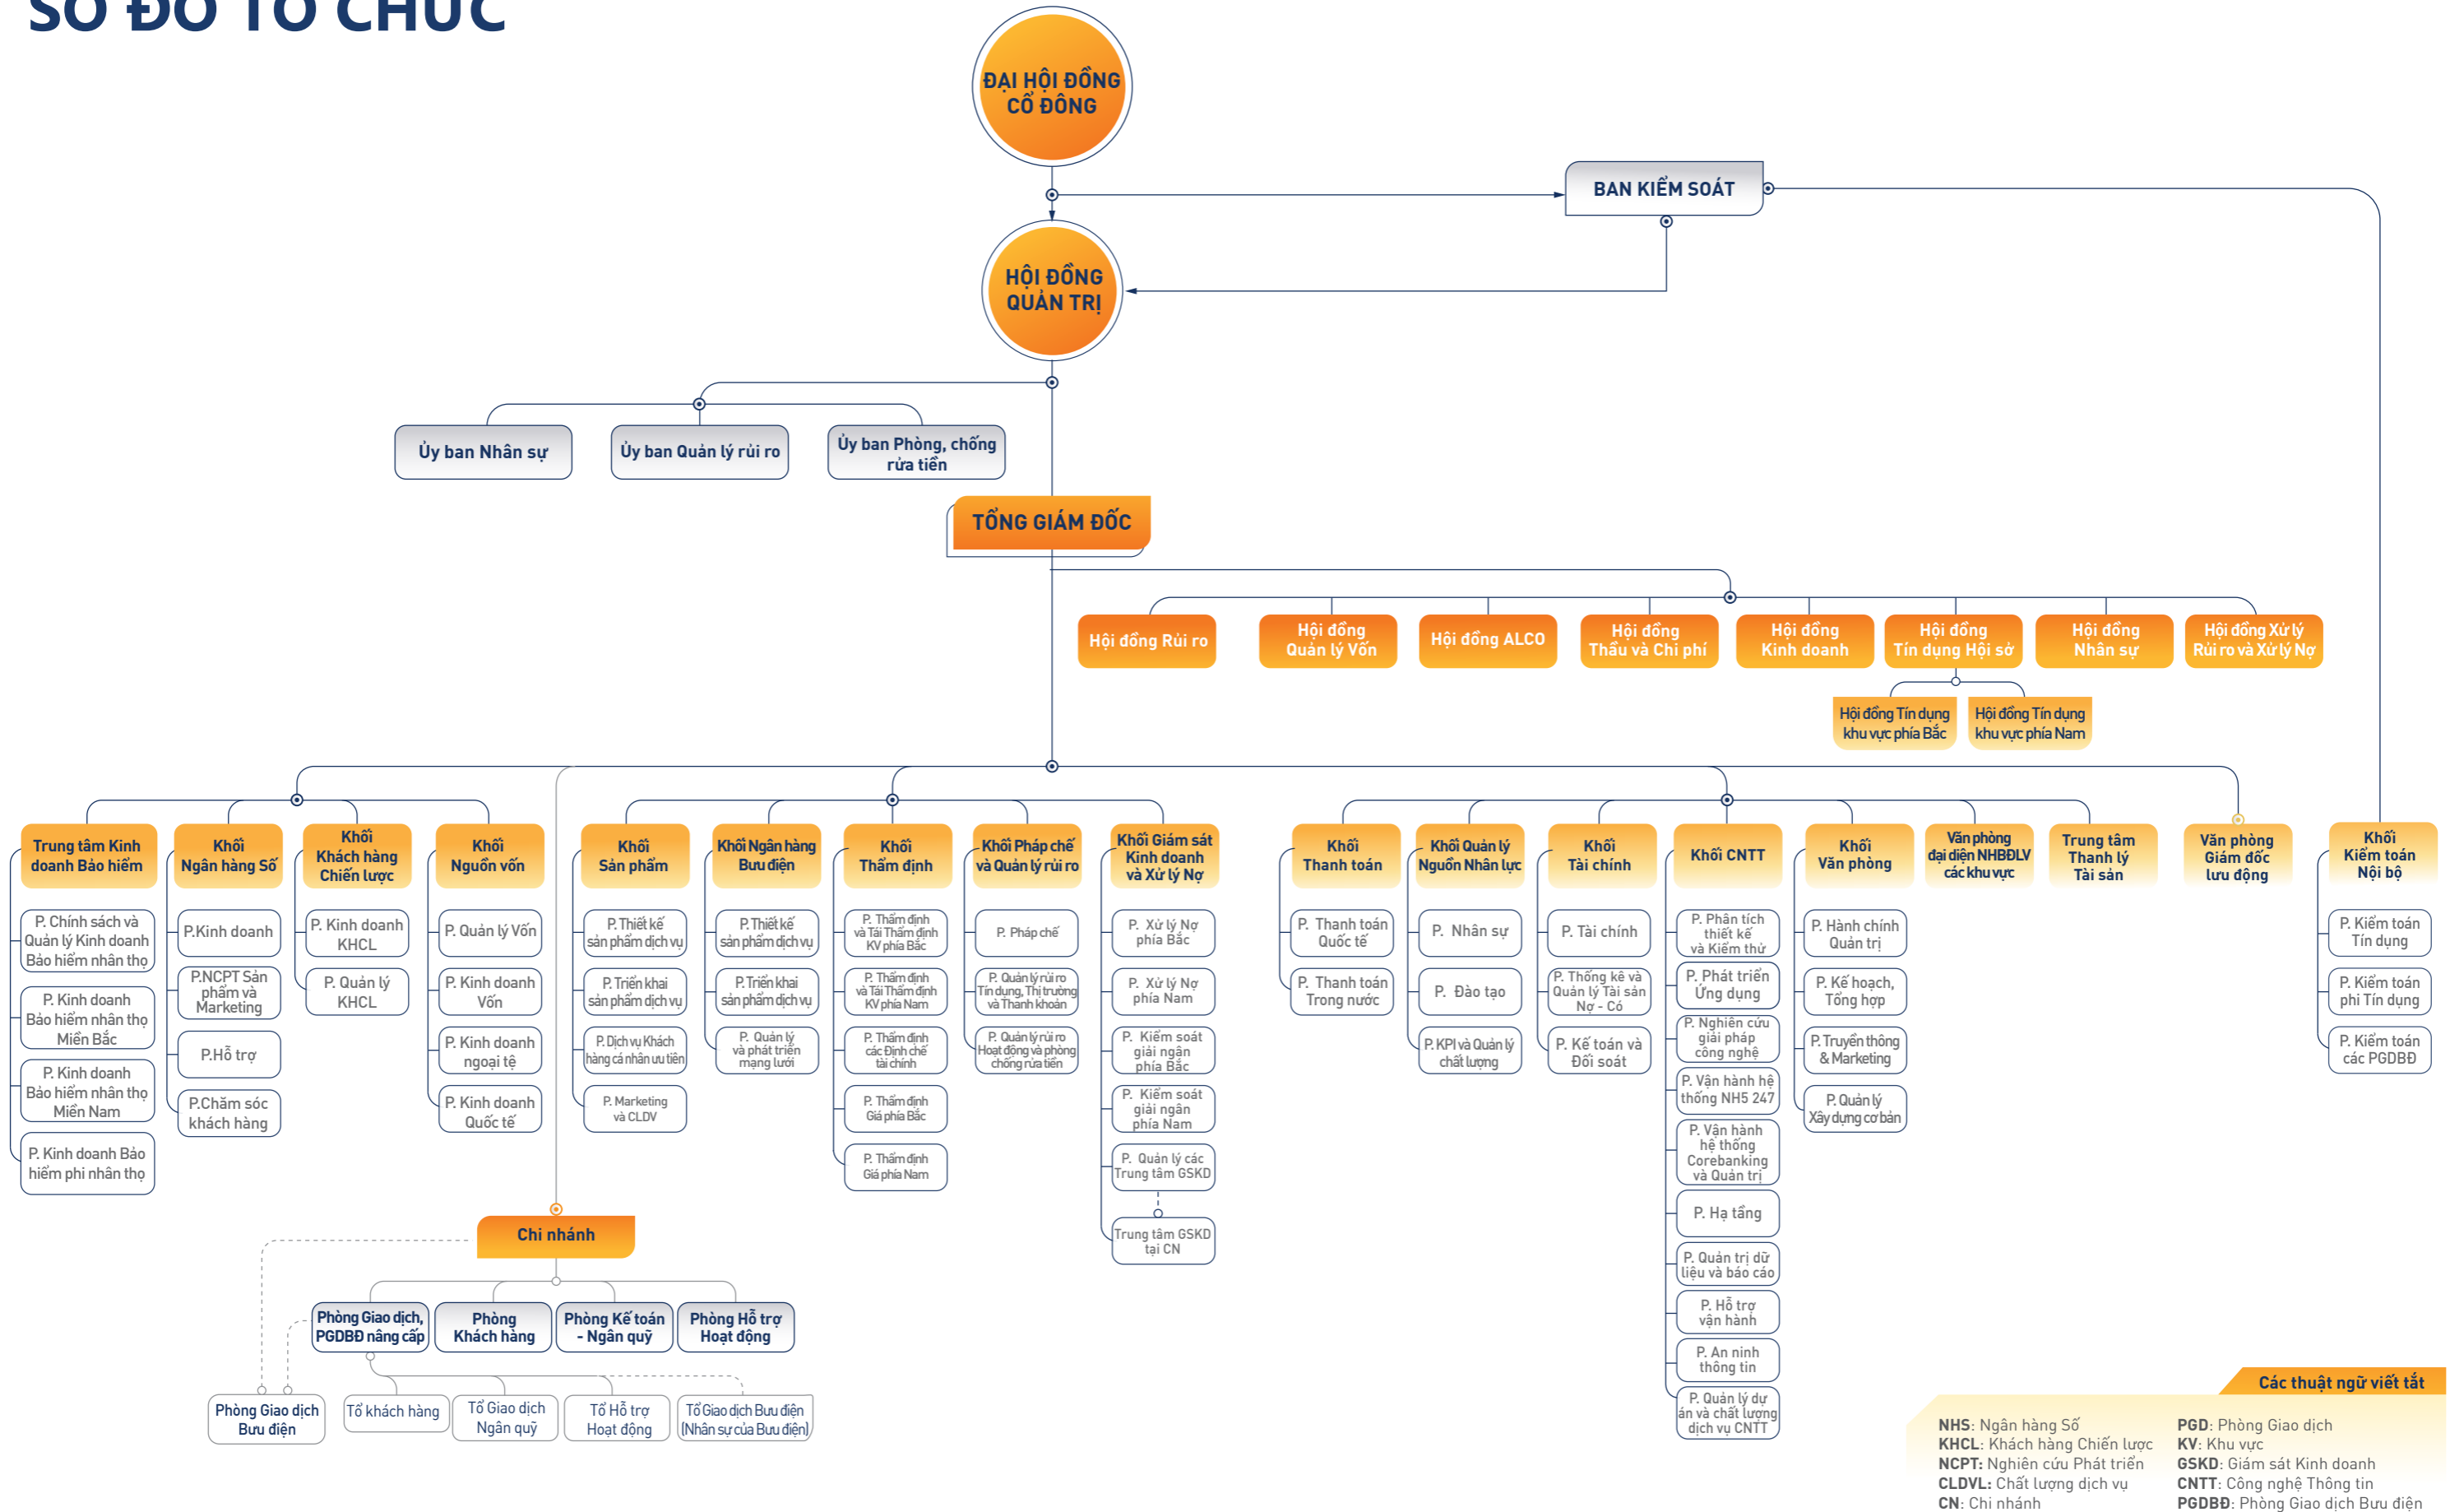 SƠ ĐỒ TỔ CHỨC
ĐẠI HỘI ĐỒNG
CỔ ĐÔNG
BAN KIỂM SOÁT
HỘI ĐỒNG
QUẢN TRỊ
Ủy ban Nhân sự
Ủy ban Quản lý rủi ro
Ủy ban Phòng, chống
rửa tiền
TỔNG GIÁM ĐỐC
Hội đồng Rủi ro
Hội đồng
Quản lý Vốn
Hội đồng ALCO
Hội đồng
Thầu và Chi phí
Hội đồng
Kinh doanh
Hội đồng
Tín dụng Hội sở
Hội đồng
Nhân sự
Hội đồng Xử lý
Rủi ro và Xử lý Nợ
Hội đồng Tín dụng
khu vực phía Bắc
Hội đồng Tín dụng
khu vực phía Nam
Trung tâm Kinh
doanh Bảo hiểm
P. Chính sách và
Quản lý Kinh doanh
Bảo hiểm nhân thọ
P. Kinh doanh
Bảo hiểm nhân thọ
Miền Bắc
P. Kinh doanh
Bảo hiểm nhân thọ
Miền Nam
P. Kinh doanh Bảo
hiểm phi nhân thọ
Khối
Ngân hàng Số
P.Kinh doanh
P.NCPT Sản
phẩm và
Marketing
P.Hỗ trợ
P.Chăm sóc
khách hàng
Khối
Khách hàng
Chiến lược
P. Kinh doanh
KHCL
P. Quản lý
KHCL
Khối
Nguồn vốn
P. Quản lý Vốn
P. Kinh doanh
Vốn
P. Kinh doanh
ngoại tệ
P. Kinh doanh
Quốc tế
Khối
Sản phẩm
P. Thiết kế
sản phẩm dịch vụ
P. Triển khai
sản phẩm dịch vụ
P. Dịch vụ Khách
hàng cá nhân ưu tiên
P. Marketing
và CLDV
Khối Ngân hàng
Bưu điện
P. Thiết kế
sản phẩm dịch vụ
P. Triển khai
sản phẩm dịch vụ
P. Quản lý
và phát triển
mạng lưới
Khối
Thẩm định
P. Thẩm định
và Tái Thẩm định
KV phía Bắc
P. Thẩm định
và Tái Thẩm định
KV phía Nam
P. Thẩm định
các Định chế
tài chính
P. Thẩm định
Giá phía Bắc
P. Thẩm định
Giá phía Nam
Khối Pháp chế
và Quản lý rủi ro
P. Pháp chế
P. Quản lý rủi ro
Tín dụng, Thị trường
và Thanh khoản
P. Quản lý rủi ro
Hoạt động và phòng
chống rửa tiền
Khối Giám sát
Kinh doanh
và Xử lý Nợ
P. Xử lý Nợ
phía Bắc
P. Xử lý Nợ
phía Nam
P. Kiểm soát
giải ngân
phía Bắc
P. Kiểm soát
giải ngân
phía Nam
P. Quản lý các
Trung tâm GSKD
Trung tâm GSKD
tại CN
Khối
Thanh toán
P. Thanh toán
Quốc tế
P. Thanh toán
Trong nước
Khối Quản lý
Nguồn Nhân lực
P. Nhân sự
P. Đào tạo
P. KPI và Quản lý
chất lượng
Khối
Tài chính
P. Tài chính
P. Thống kê và
Quản lý Tài sản
Nợ - Có
P. Kế toán và
Đối soát
Khối CNTT
P. Phân tích
thiết kế
và Kiểm thử
P. Phát triển
Ứng dụng
P. Nghiên cứu
giải pháp
công nghệ
P. Vận hành hệ
thống NH5 247
P. Vận hành
hệ thống
Corebanking
và Quản trị
P. Hạ tầng
P. Quản trị dữ
liệu và báo cáo
P. Hỗ trợ
vận hành
P. An ninh
thông tin
P. Quản lý dự
án và chất lượng
dịch vụ CNTT
Khối
Văn phòng
P. Hành chính
Quản trị
P. Kế hoạch,
Tổng hợp
P. Truyền thông
& Marketing
P. Quản lý
Xây dựng cơ bản
Văn phòng
đại diện NHBĐLV
các khu vực
Trung tâm
Thanh lý
Tài sản
Văn phòng
Giám đốc
lưu động
Khối
Kiểm toán
Nội bộ
P. Kiểm toán
Tín dụng
P. Kiểm toán
phi Tín dụng
P. Kiểm toán
các PGDBĐ
Chi nhánh
Phòng Giao dịch,
PGDBĐ nâng cấp
Phòng
Khách hàng
Phòng Kế toán
- Ngân quỹ
Phòng Hỗ trợ
Hoạt động
Phòng Giao dịch
Bưu điện
Tổ khách hàng
Tổ Giao dịch
Ngân quỹ
Tổ Hỗ trợ
Hoạt động
Tổ Giao dịch Bưu điện
(Nhân sự của Bưu điện)
Các thuật ngữ viết tắt
NHS: Ngân hàng Số
KHCL: Khách hàng Chiến lược
NCPT: Nghiên cứu Phát triển
CLDVL: Chất lượng dịch vụ
CN: Chi nhánh
PGD: Phòng Giao dịch
KV: Khu vực
GSKD: Giám sát Kinh doanh
CNTT: Công nghệ Thông tin
PGDBĐ: Phòng Giao dịch Bưu điện